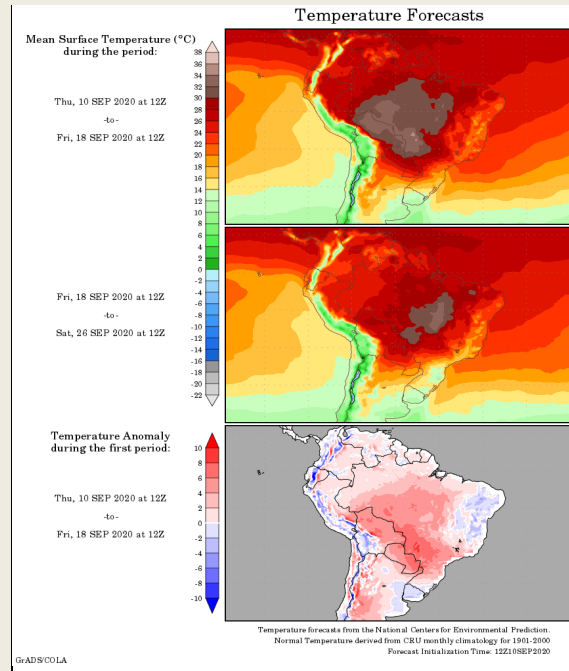 Temperature Forecasts
Mean Surface Temperature (°C)
during the period:
Thu, 10 SEP 2020 at 12Z
-to-
Fri, 18 SEP 2020 at 12Z
38
36
34
32
30
28
26
24
22
20
18
16
14
12
10
8
6
4
2
0
-2
-4
-6
-8
-10
-12
-14
-16
-18
-20
-22
Fri, 18 SEP 2020 at 12Z
-to-
Sat, 26 SEP 2020 at 12Z
Temperature Anomaly
during the first period:
Thu, 10 SEP 2020 at 12Z
-to-
Fri, 18 SEP 2020 at 12Z
10
8
6
4
2
0
-2
-4
-6
-8
-10
Temperature forecasts from the National Centers for Environmental Prediction.
Normal Temperature derived from CRU monthly climatology for 1901-2000
Forecast Initialization Time: 12Z10SEP2020
GrADS/COLA